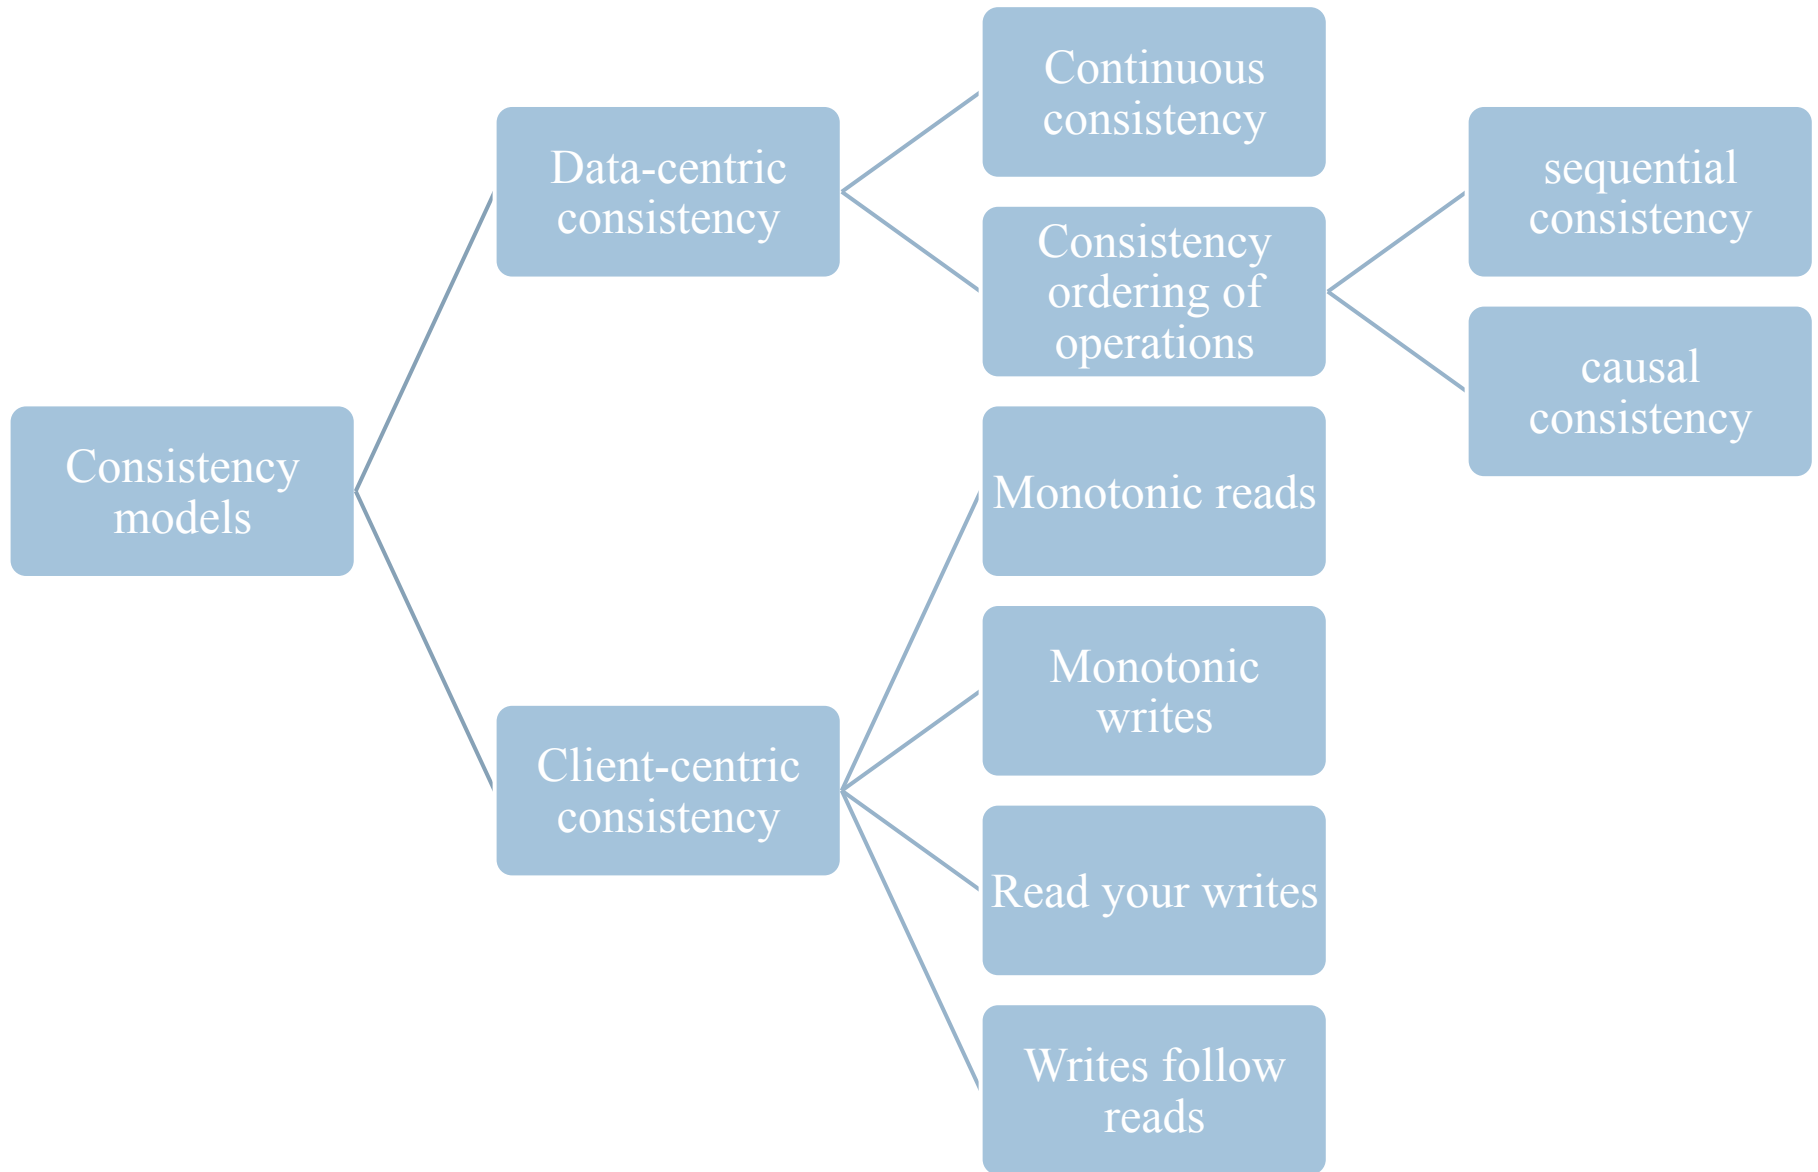 Consistency
models
Data-centric
consistency
Continuous
consistency
Consistency
ordering of
operations
sequential
consistency
causal
consistency
Client-centric
consistency
Monotonic reads
Monotonic
writes
Read your writes
Writes follow
reads